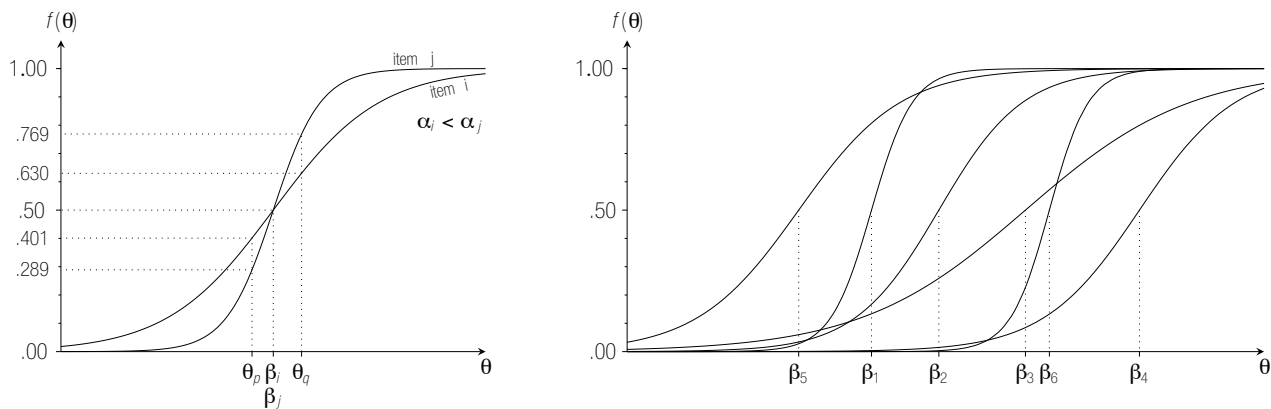 f(θ)
1.00
.769
.630
.50
.401
.289
.00
item j
item i
αi < αj
θp βi θq
βj
θ
f(θ)
1.00
.50
.00
β5 β1 β2 β3 β6 β4
θ